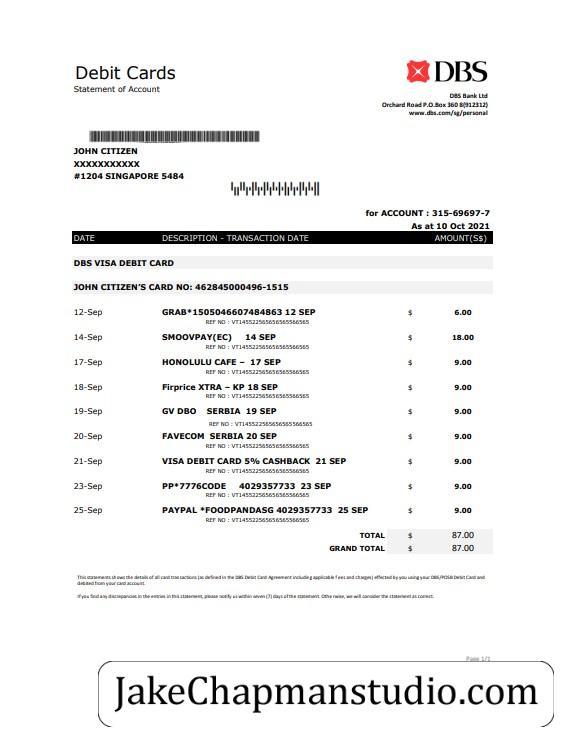 Debit Cards
Statement of Account
DBS
DBS Bank Ltd
Orchard Road P.O.Box 360 8(912312)
www.dbs.com/sg/personal
JOHN CITIZEN
XXXXXXXXXXX
#1204 SINGAPORE 5484
for ACCOUNT : 315-69697-7
As at 10 Oct 2021
DATE DESCRIPTION - TRANSACTION DATE AMOUNT(S$)
DBS VISA DEBIT CARD
JOHN CITIZEN'S CARD NO: 462845000496-1515
12-Sep GRAB*1505046607484863 12 SEP $ 6.00
REF NO : VT145522565656565566565
14-Sep SMOOVPAY(EC) 14 SEP $ 18.00
REF NO : VT145522565656565566565
17-Sep HONOLULU CAFE – 17 SEP $ 9.00
REF NO : VT145522565656565566565
18-Sep Firprice XTRA – KP 18 SEP $ 9.00
REF NO : VT145522565656565566565
19-Sep GV DBO SERBIA 19 SEP $ 9.00
REF NO : VT145522565656565566565
20-Sep FAVECOM SERBIA 20 SEP $ 9.00
REF NO : VT145522565656565566565
21-Sep VISA DEBIT CARD 5% CASHBACK 21 SEP $ 9.00
REF NO : VT145522565656565566565
23-Sep PP*7776CODE 4029357733 23 SEP $ 9.00
REF NO : VT145522565656565566565
25-Sep PAYPAL *FOODPANDASG 4029357733 25 SEP $ 9.00
REF NO : VT145522565656565566565
TOTAL $ 87.00
GRAND TOTAL $ 87.00
This statements shows the details of all card transactions (as defined in the DBS Debit Card Agreement including applicable fees and charges) effected by you using your DBS/POSB Debit Card and
debited from your card account.
If you find any discrepancies in the entries in this statement, please notify us within seven (7) days of the statement. Othe rwise, we will consider the statement as correct.
Page 1/1
JakeChapmanstudio.com